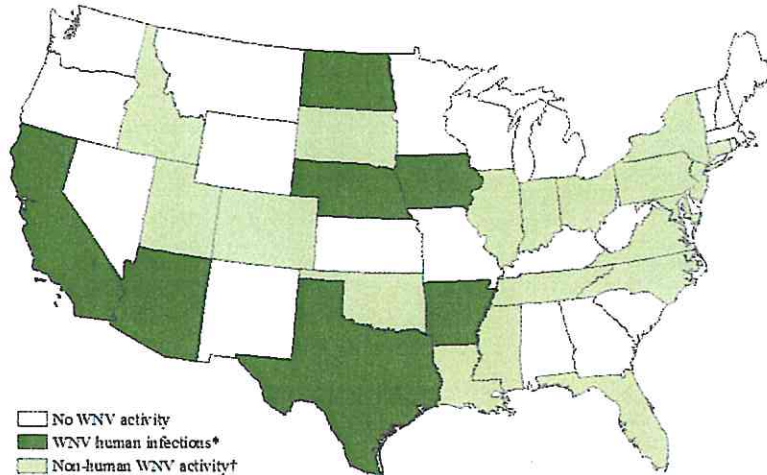 No WNV activity
WNV human infections*
Non-human WNV activity†